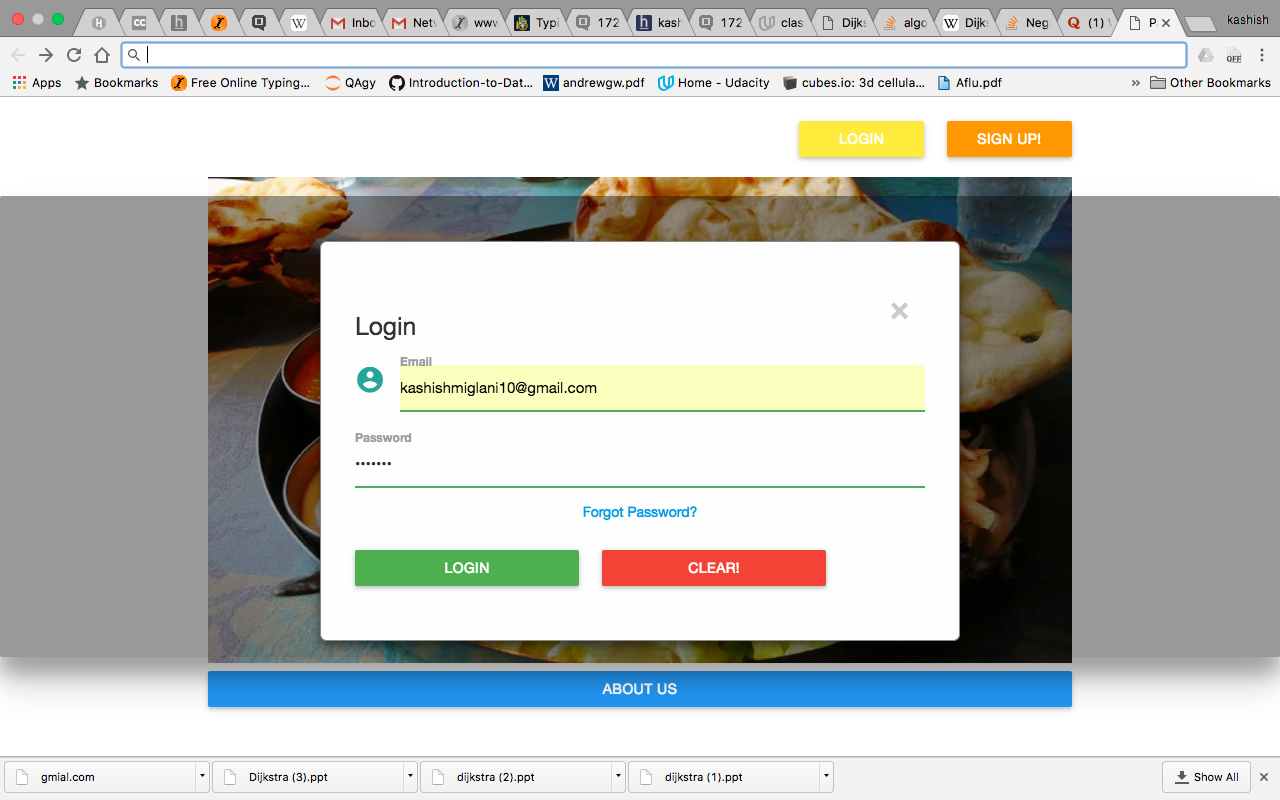 Inbo Netv www Typi 172 kash 172 clas Dijks algo Dijks Neg (1) \ P kashish
Apps Bookmarks Free Online Typing... QAgy Introduction-to-Dat... andrewgw.pdf Home - Udacity cubes.io: 3d cellula... Aflu.pdf » Other Bookmarks
LOGIN SIGN UP!
Login
Email
kashishmiglani10@gmail.com
Password
•••••••
Forgot Password?
LOGIN CLEAR!
ABOUT US
gmial.com Dijkstra (3).ppt dijkstra (2).ppt dijkstra (1).ppt Show All